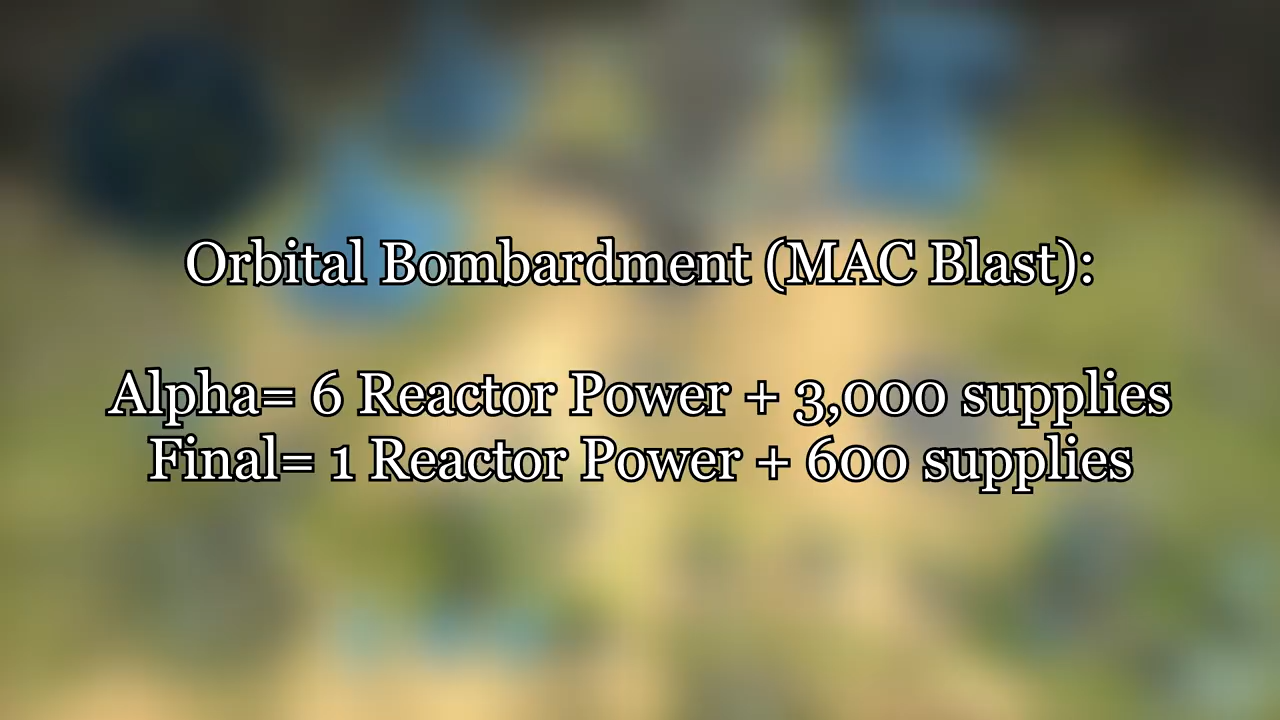 Orbital Bombardment (MAC Blast):
Alpha= 6 Reactor Power + 3,000 supplies
Final= 1 Reactor Power + 600 supplies